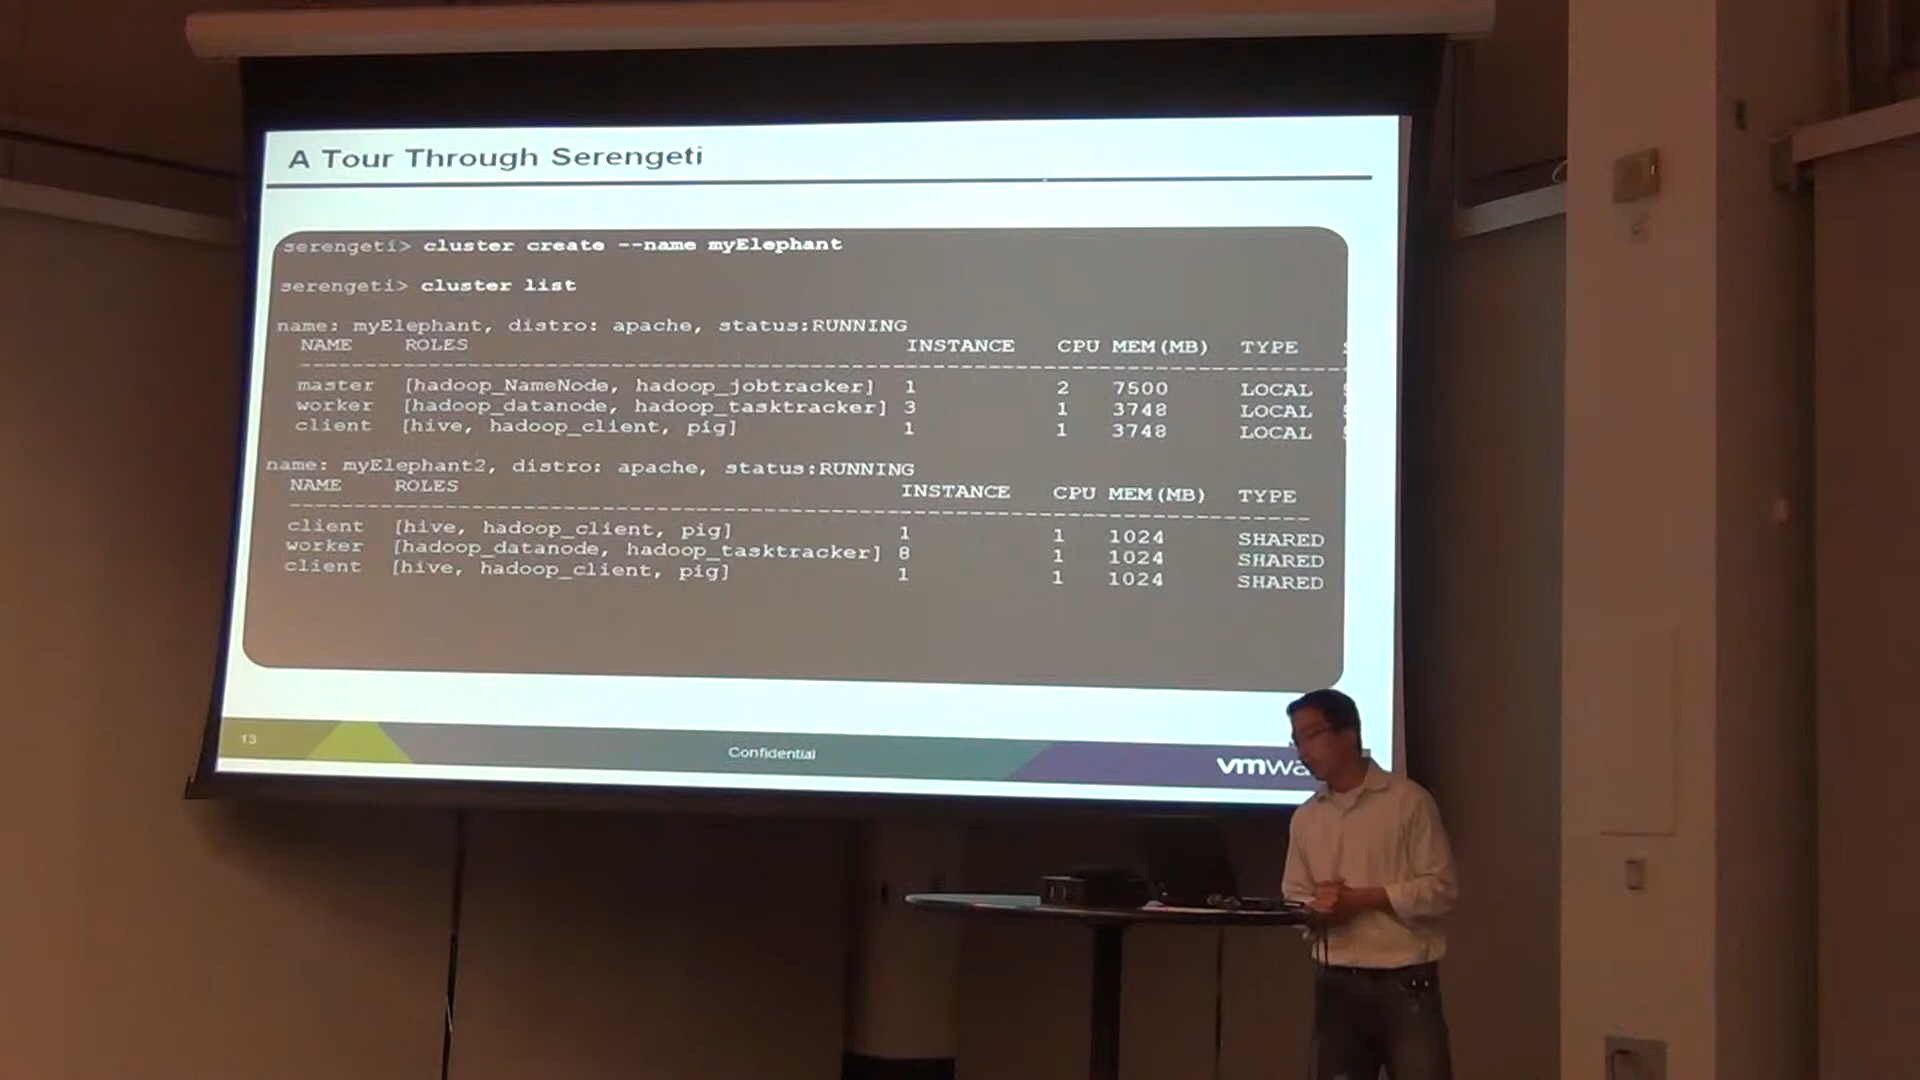 A Tour Through Serengeti
serengeti> cluster create --name myElephant
serengeti> cluster list
name: myElephant, distro: apache, status:RUNNING
NAME ROLES INSTANCE CPU MEM(MB) TYPE
master [hadoop_NameNode, hadoop_jobtracker] 1 2 7500 LOCAL
worker [hadoop_datanode, hadoop_tasktracker] 3 1 3748 LOCAL
client [hive, hadoop_client, pig] 1 1 3748 LOCAL
name: myElephant2, distro: apache, status:RUNNING
NAME ROLES INSTANCE CPU MEM(MB) TYPE
client [hive, hadoop_client, pig] 1 1 1024 SHARED
worker [hadoop_datanode, hadoop_tasktracker] 8 1 1024 SHARED
client [hive, hadoop_client, pig] 1 1 1024 SHARED
13 Confidential